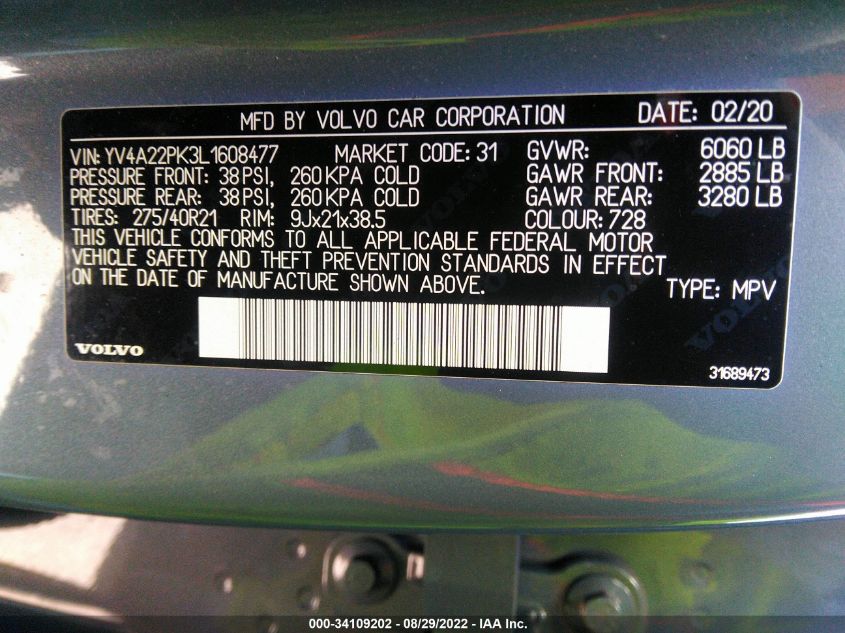 MFD BY VOLVO CAR CORPORATION DATE: 02/20
VIN: YV4A22PK3L1608477 MARKET CODE: 31 GVWR: 6060 LB
PRESSURE FRONT: 38 PSI, 260 KPA COLD GAWR FRONT: 2885 LB
PRESSURE REAR: 38 PSI, 260 KPA COLD GAWR REAR: 3280 LB
TIRES: 275/40R21 RIM: 9Jx21x38.5 COLOUR: 728
THIS VEHICLE CONFORMS TO ALL APPLICABLE FEDERAL MOTOR
VEHICLE SAFETY AND THEFT PREVENTION STANDARDS IN EFFECT
ON THE DATE OF MANUFACTURE SHOWN ABOVE. TYPE: MPV
VOLVO
31689473
000-34109202 - 08/29/2022 - IAA Inc.